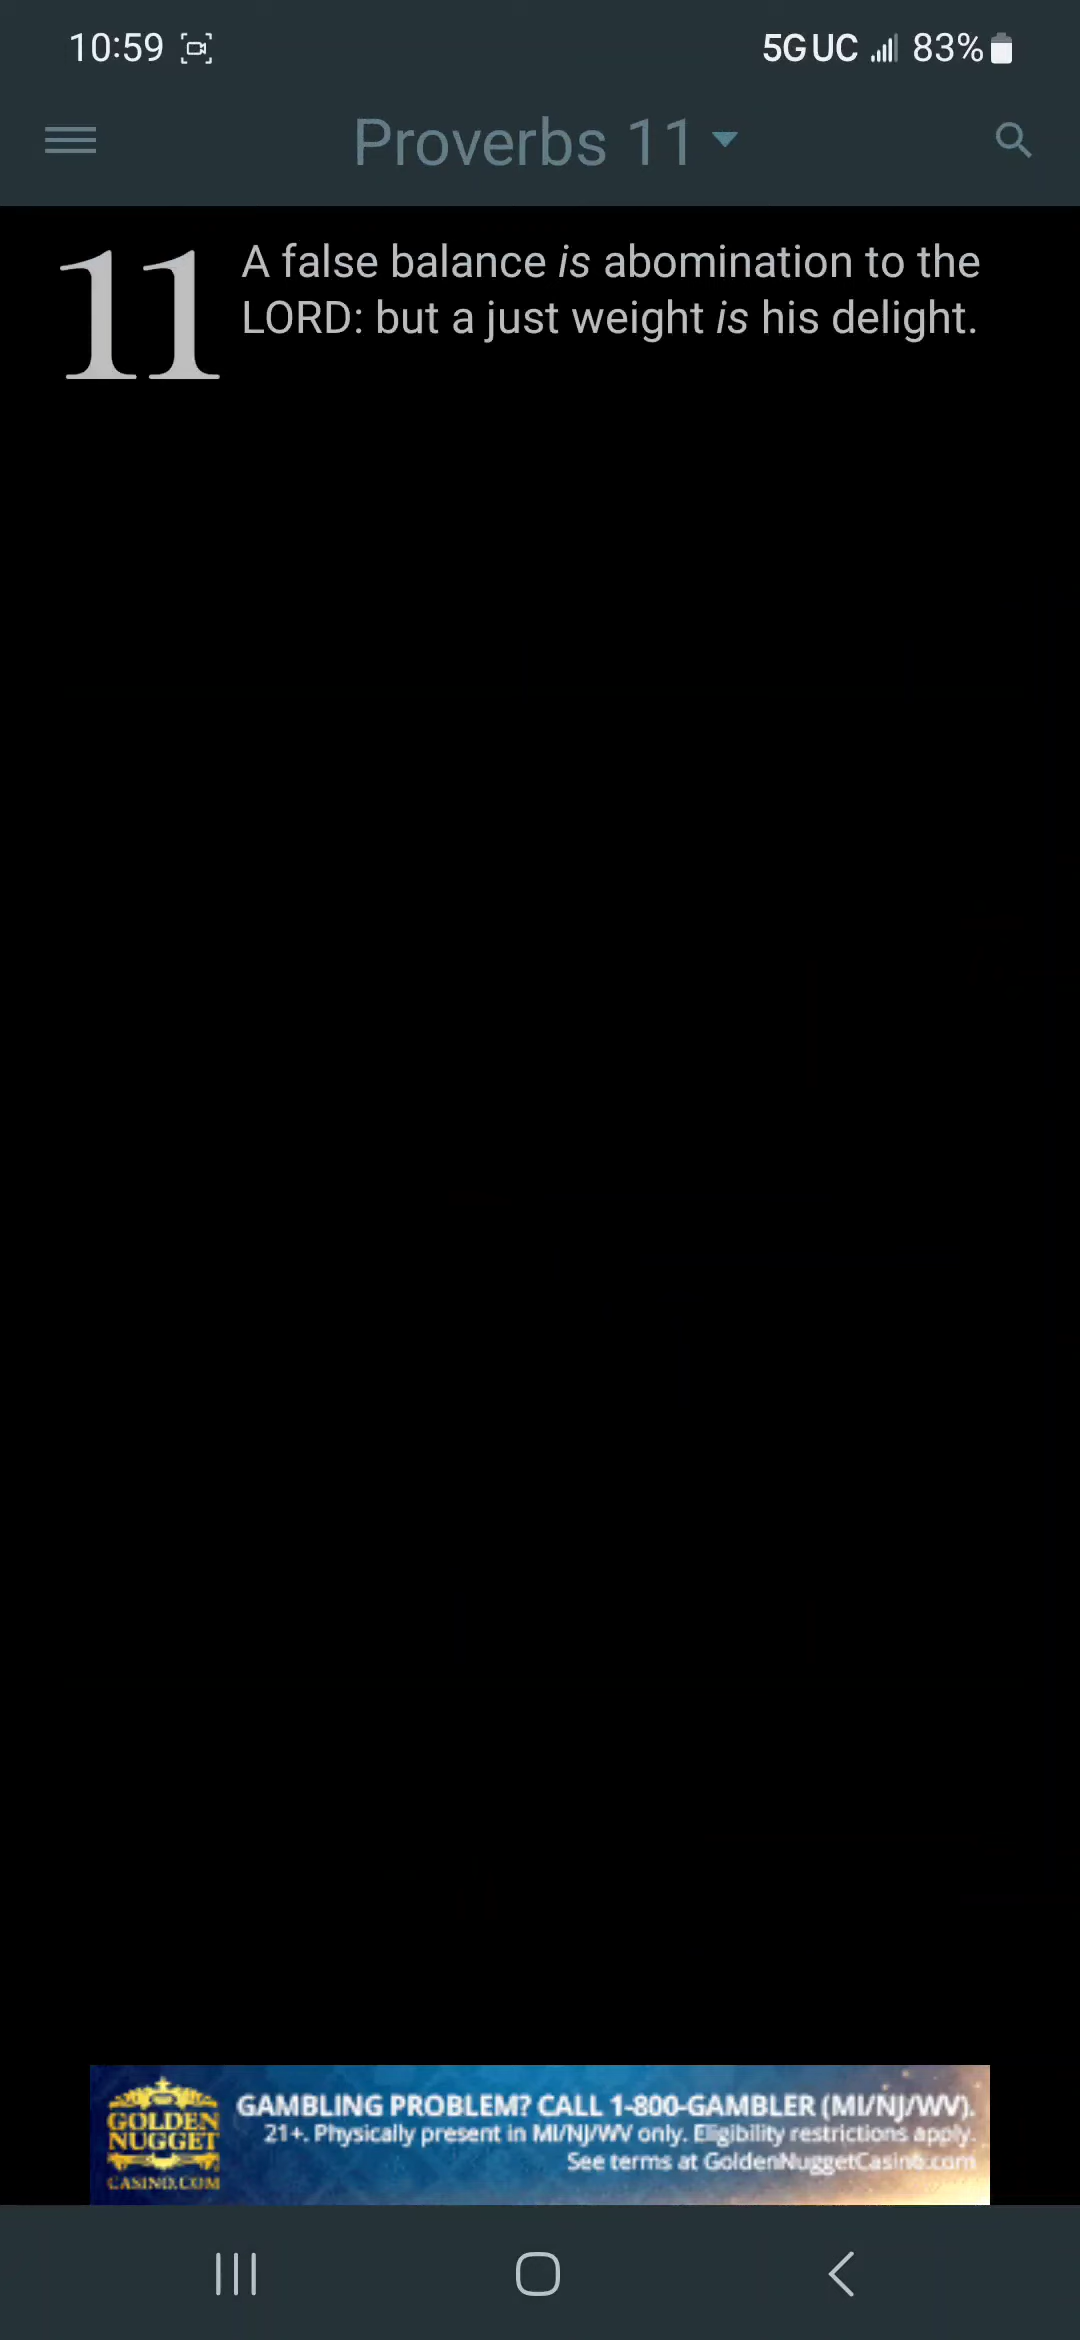 10:59 5G UC 83%
Proverbs 11
11 A false balance is abomination to the
LORD: but a just weight is his delight.
GOLDEN
NUGGET
CASINO.COM
GAMBLING PROBLEM? CALL 1-800-GAMBLER (MI/NJ/WV).
21+. Physically present in MI/NJ/WV only. Eligibility restrictions apply.
See terms at GoldenNuggetCasino.com